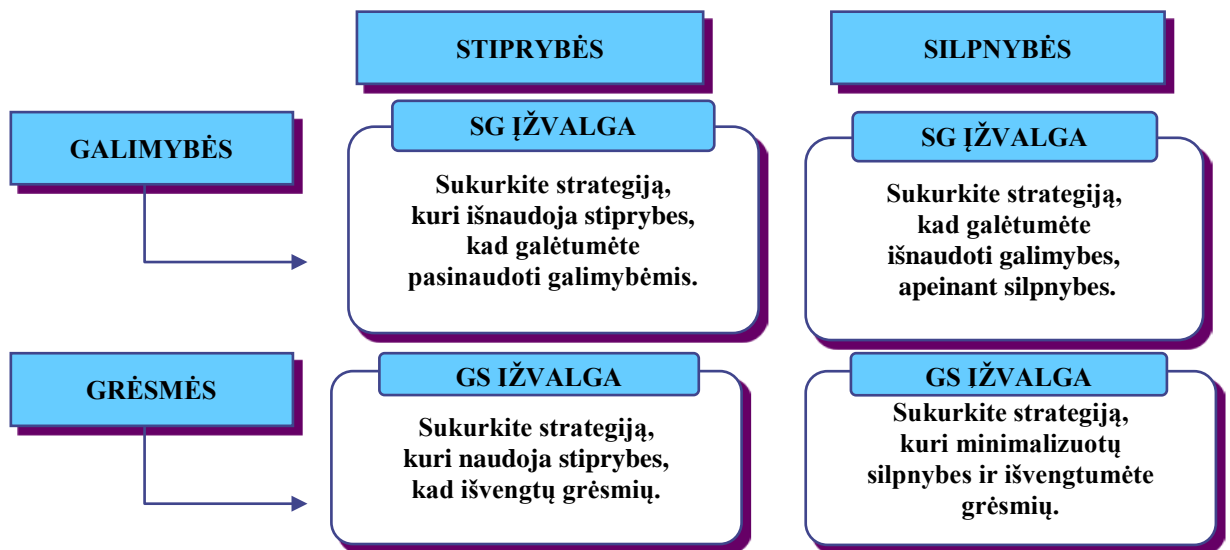 STIPRYBĖS
SILPNYBĖS
GALIMYBĖS
SG ĮŽVALGA
Sukurkite strategiją,
kuri išnaudoja stiprybes,
kad galėtumėte
pasinaudoti galimybėmis.
SG ĮŽVALGA
Sukurkite strategiją,
kad galėtumėte
išnaudoti galimybes,
apeinant silpnybes.
GRĖSMĖS
GS IŽVALGA
Sukurkite strategiją,
kuri naudoja stiprybes,
kad išvengtų grėsmių.
GS ĮŽVALGA
Sukurkite strategiją,
kuri minimalizuotų
silpnybes ir išvengtumėte
grėsmių.